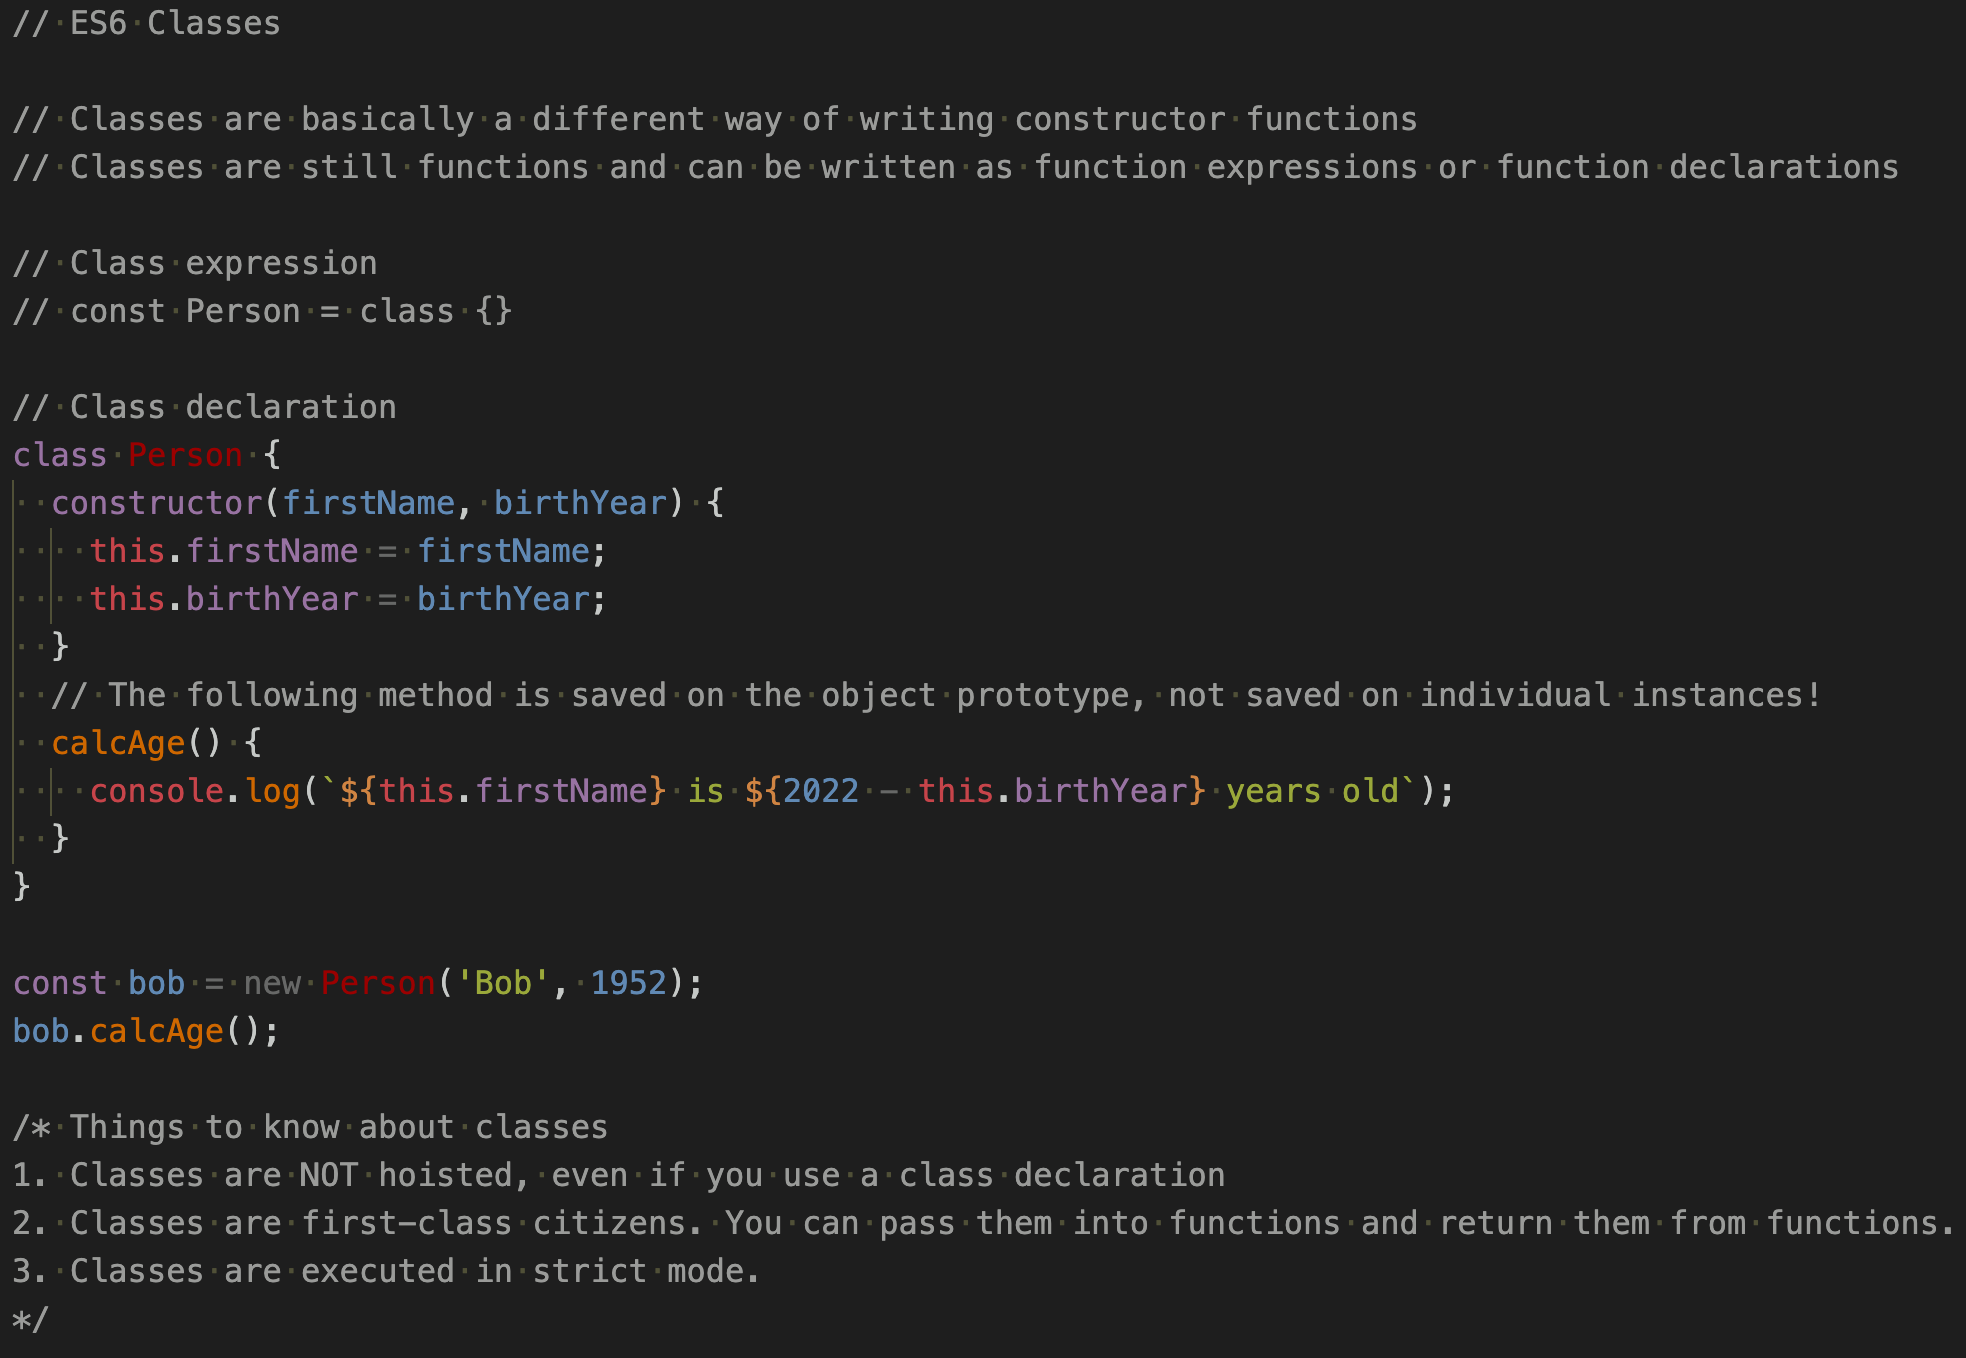 // ES6 Classes
// Classes are basically a different way of writing constructor functions
// Classes are still functions and can be written as function expressions or function declarations
// Class expression
// const Person = class {}
// Class declaration
class Person {
  constructor(firstName, birthYear) {
    this.firstName = firstName;
    this.birthYear = birthYear;
  }
  // The following method is saved on the object prototype, not saved on individual instances!
  calcAge() {
    console.log(`${this.firstName} is ${2022 - this.birthYear} years old`);
  }
}
const bob = new Person('Bob', 1952);
bob.calcAge();
/* Things to know about classes
1. Classes are NOT hoisted, even if you use a class declaration
2. Classes are first-class citizens. You can pass them into functions and return them from functions.
3. Classes are executed in strict mode.
*/